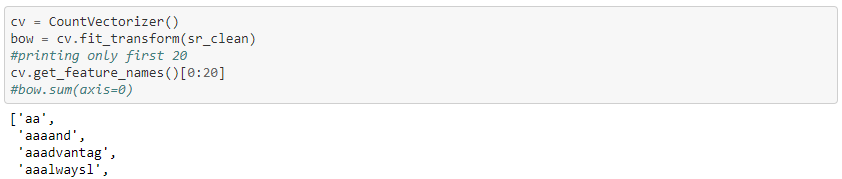 cv = CountVectorizer()
bow = cv.fit_transform(sr_clean)
#printing only first 20
cv.get_feature_names()[0:20]
#bow.sum(axis=0)
['aa',
'aaaand',
'aaadvantag',
'aaalwaysl',